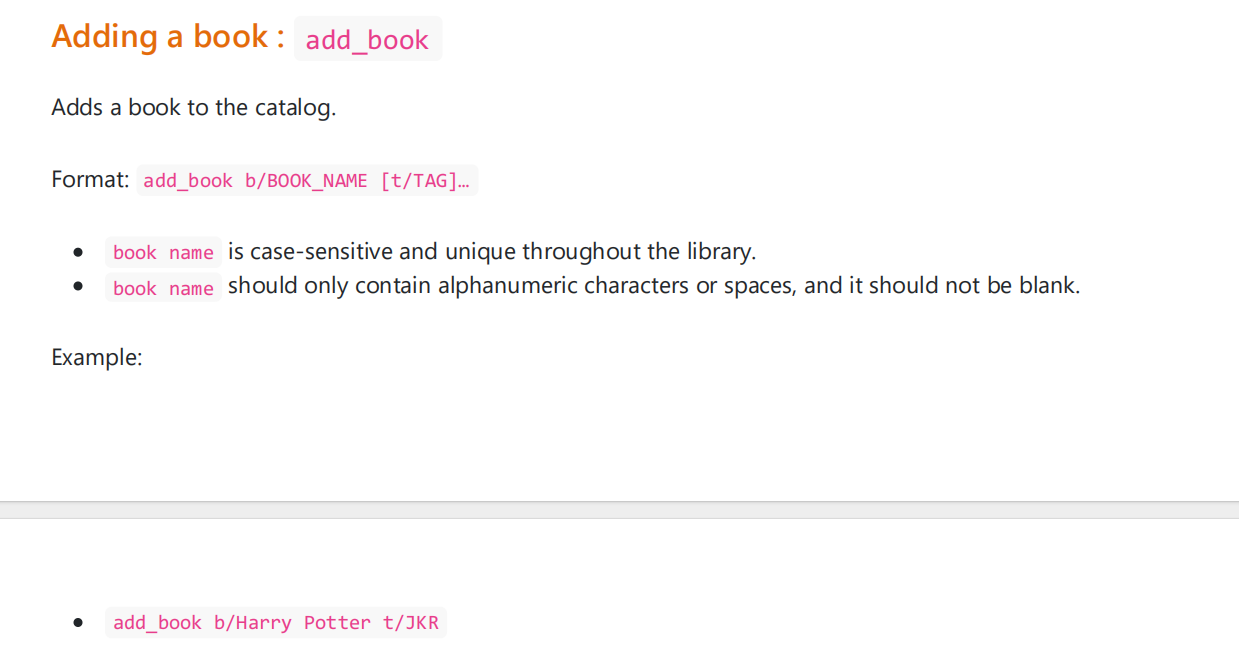 Adding a book : add_book
Adds a book to the catalog.
Format: add_book b/BOOK_NAME [t/TAG]…
• book name is case-sensitive and unique throughout the library.
• book name should only contain alphanumeric characters or spaces, and it should not be blank.
Example:
• add_book b/Harry Potter t/JKR